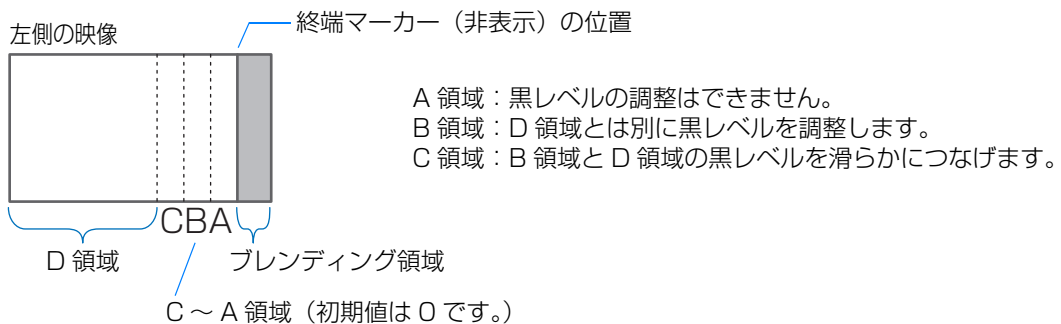 終端マーカー（非表示）の位置
左側の映像
A 領域：黒レベルの調整はできません。
B 領域：D 領域とは別に黒レベルを調整します。
C 領域：B 領域と D 領域の黒レベルを滑らかにつなげます。
CBA
D 領域
ブレンディング領域
C～A 領域（初期値は 0 です。）